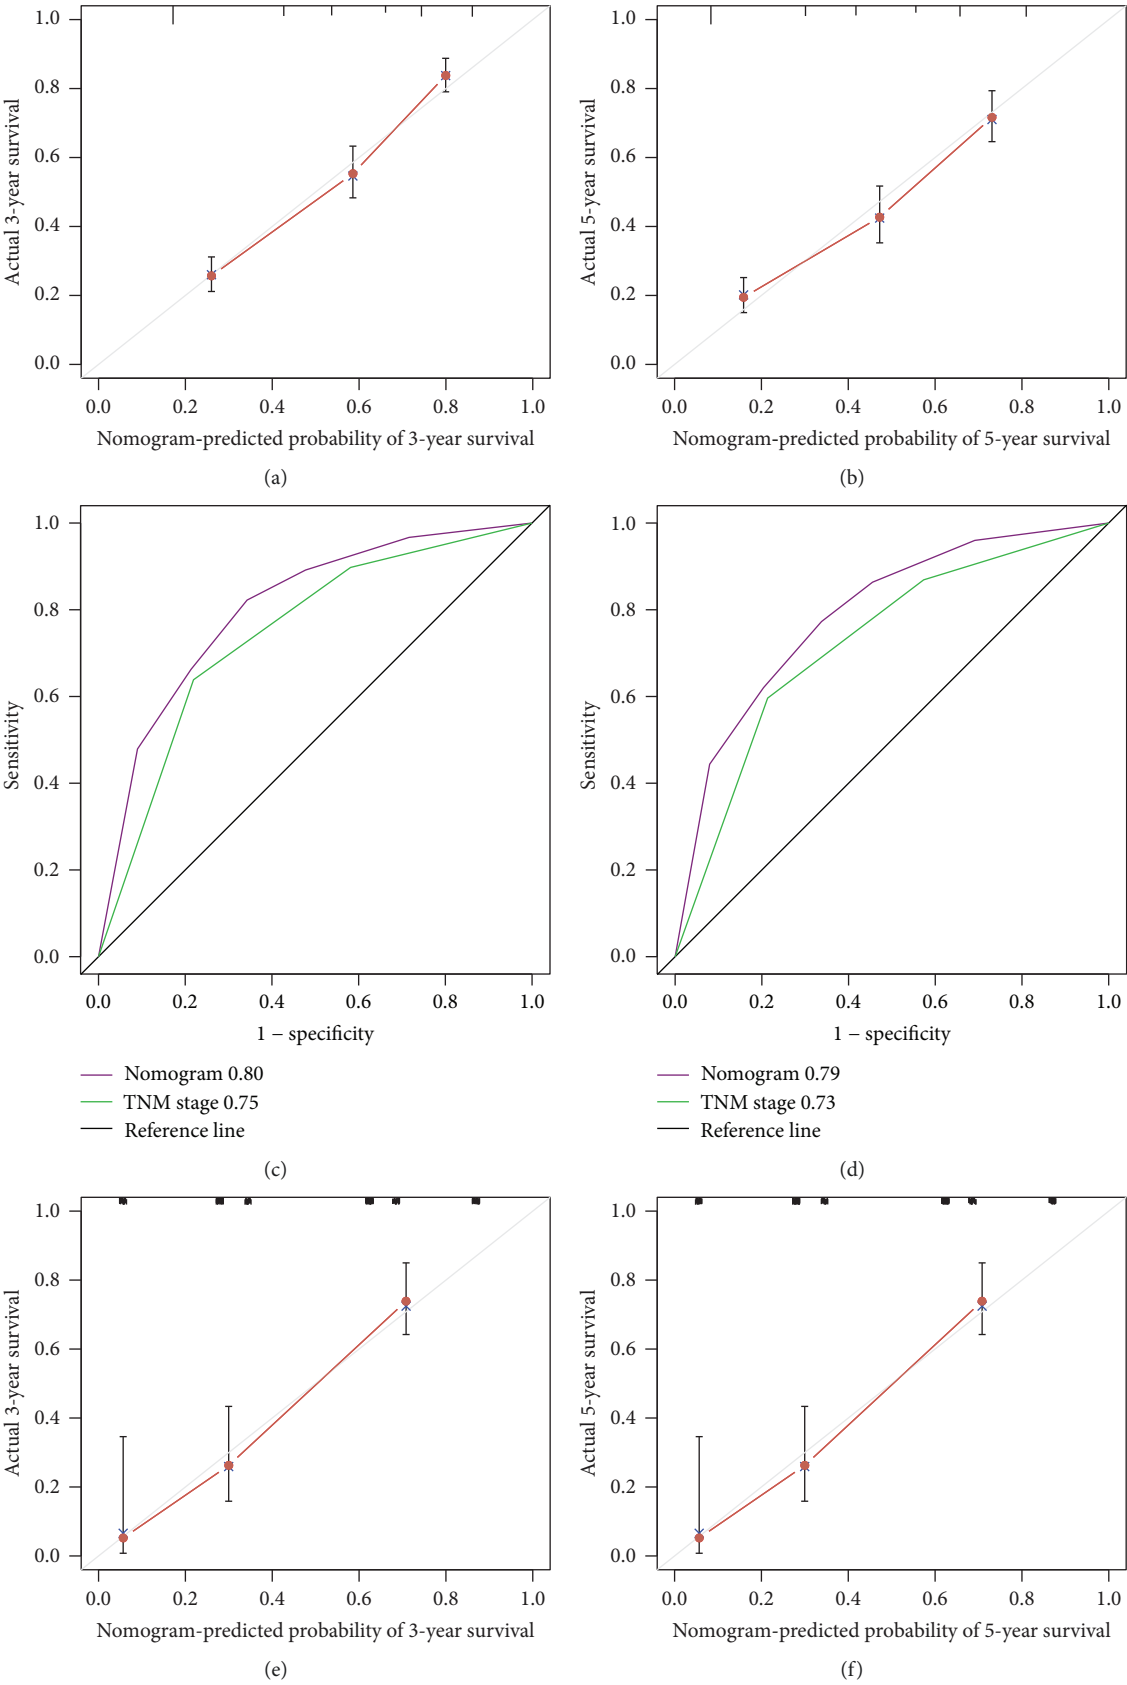 1.0
0.8
0.6
0.4
0.2
0.0
Actual 3-year survival
0.0 0.2 0.4 0.6 0.8 1.0
Nomogram-predicted probability of 3-year survival
(a)
1.0
0.8
0.6
0.4
0.2
0.0
Actual 5-year survival
0.0 0.2 0.4 0.6 0.8 1.0
Nomogram-predicted probability of 5-year survival
(b)
1.0
0.8
0.6
0.4
0.2
0.0
Sensitivity
0.0 0.2 0.4 0.6 0.8 1.0
1 − specificity
Nomogram 0.80
TNM stage 0.75
Reference line
(c)
1.0
0.8
0.6
0.4
0.2
0.0
Sensitivity
0.0 0.2 0.4 0.6 0.8 1.0
1 − specificity
Nomogram 0.79
TNM stage 0.73
Reference line
(d)
1.0
0.8
0.6
0.4
0.2
0.0
Actual 3-year survival
0.0 0.2 0.4 0.6 0.8 1.0
Nomogram-predicted probability of 3-year survival
(e)
1.0
0.8
0.6
0.4
0.2
0.0
Actual 5-year survival
0.0 0.2 0.4 0.6 0.8 1.0
Nomogram-predicted probability of 5-year survival
(f)